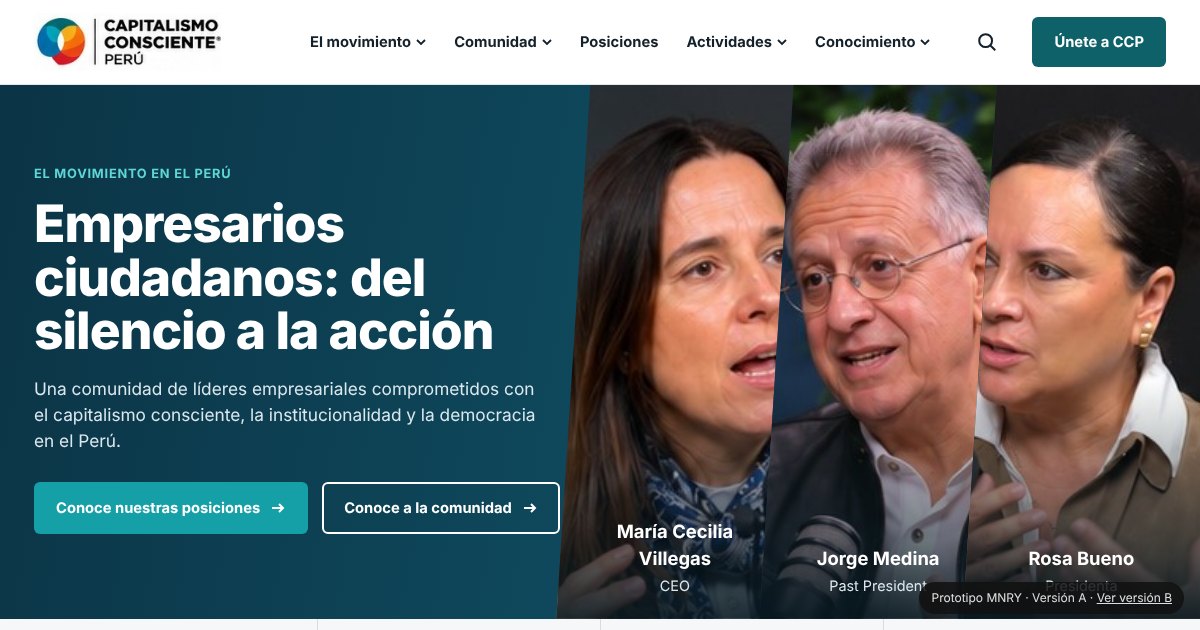 CAPITALISMO
CONSCIENTE®
PERÚ
El movimiento
Comunidad
Posiciones
Actividades
Conocimiento
Únete a CCP
EL MOVIMIENTO EN EL PERÚ
Empresarios
ciudadanos: del
silencio a la acción
Una comunidad de líderes empresariales comprometidos con
el capitalismo consciente, la institucionalidad y la democracia
en el Perú.
Conoce nuestras posiciones →
Conoce a la comunidad →
María Cecilia
Villegas
CEO
Jorge Medina
Past President
Rosa Bueno
Presidenta
Prototipo MNRY · Versión A · Ver versión B